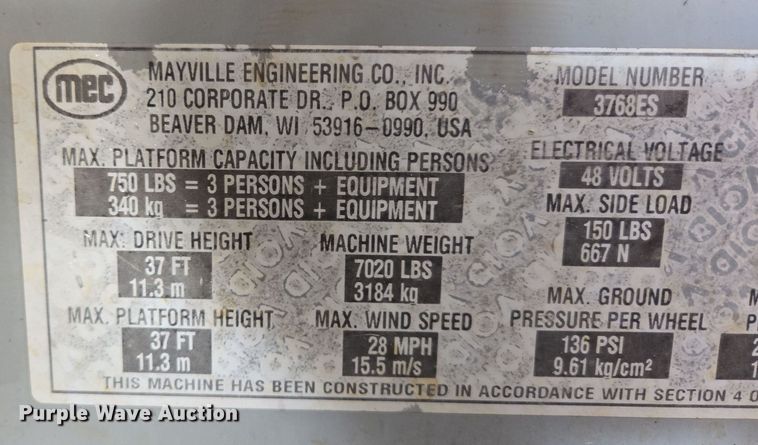 mec
MAYVILLE ENGINEERING CO., INC.
210 CORPORATE DR., P.O. BOX 990
BEAVER DAM, WI 53916-0990, USA
MODEL NUMBER
3768ES
MAX. PLATFORM CAPACITY INCLUDING PERSONS
750 LBS = 3 PERSONS + EQUIPMENT
340 kg = 3 PERSONS + EQUIPMENT
ELECTRICAL VOLTAGE
48 VOLTS
MAX. SIDE LOAD
150 LBS
667 N
MAX. DRIVE HEIGHT
37 FT
11.3 m
MACHINE WEIGHT
7020 LBS
3184 kg
MAX. PLATFORM HEIGHT
37 FT
11.3 m
MAX. WIND SPEED
28 MPH
15.5 m/s
MAX. GROUND
PRESSURE PER WHEEL
136 PSI
9.61 kg/cm²
THIS MACHINE HAS BEEN CONSTRUCTED IN ACCORDANCE WITH SECTION 4
Purple Wave Auction